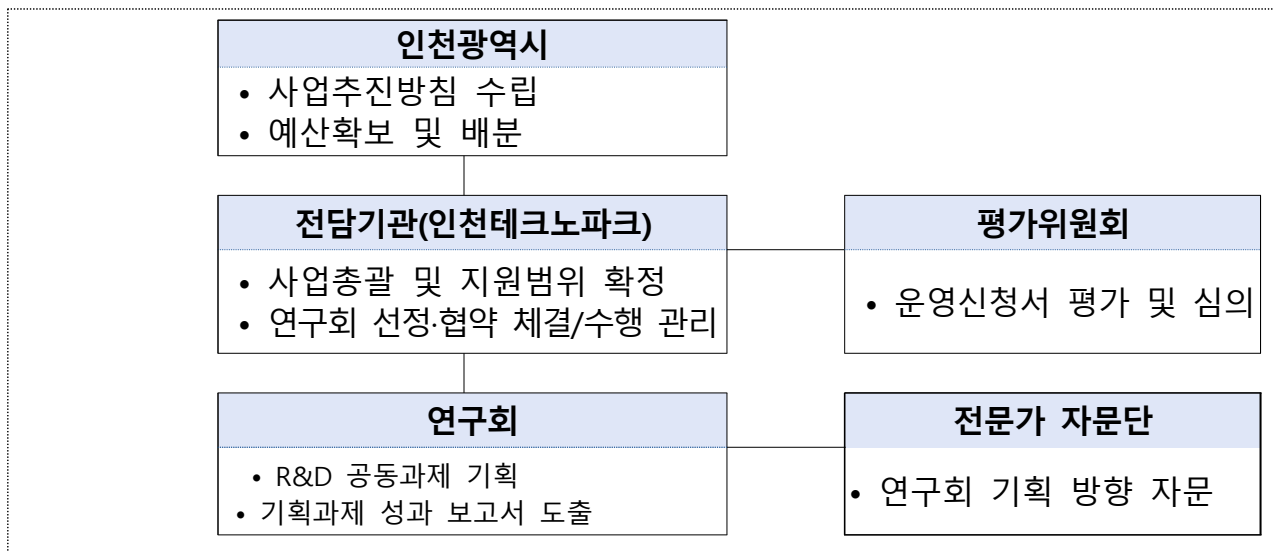 인천광역시
• 사업추진방침 수립
• 예산확보 및 배분
전담기관(인천테크노파크)
• 사업총괄 및 지원범위 확정
• 연구회 선정·협약 체결/수행 관리
평가위원회
• 운영신청서 평가 및 심의
연구회
• R&D 공동과제 기획
• 기획과제 성과 보고서 도출
전문가 자문단
• 연구회 기획 방향 자문